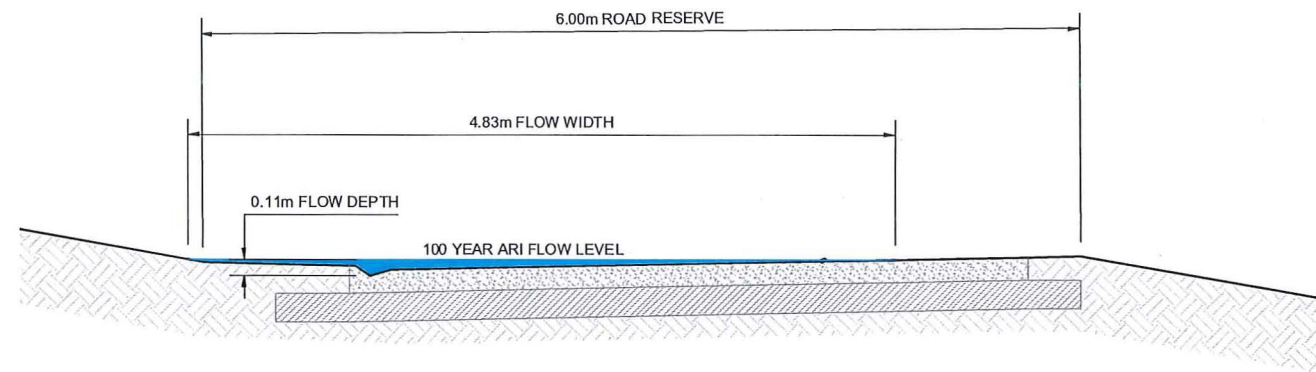 6.00m ROAD RESERVE
4.83m FLOW WIDTH
0.11m FLOW DEPTH
100 YEAR ARI FLOW LEVEL